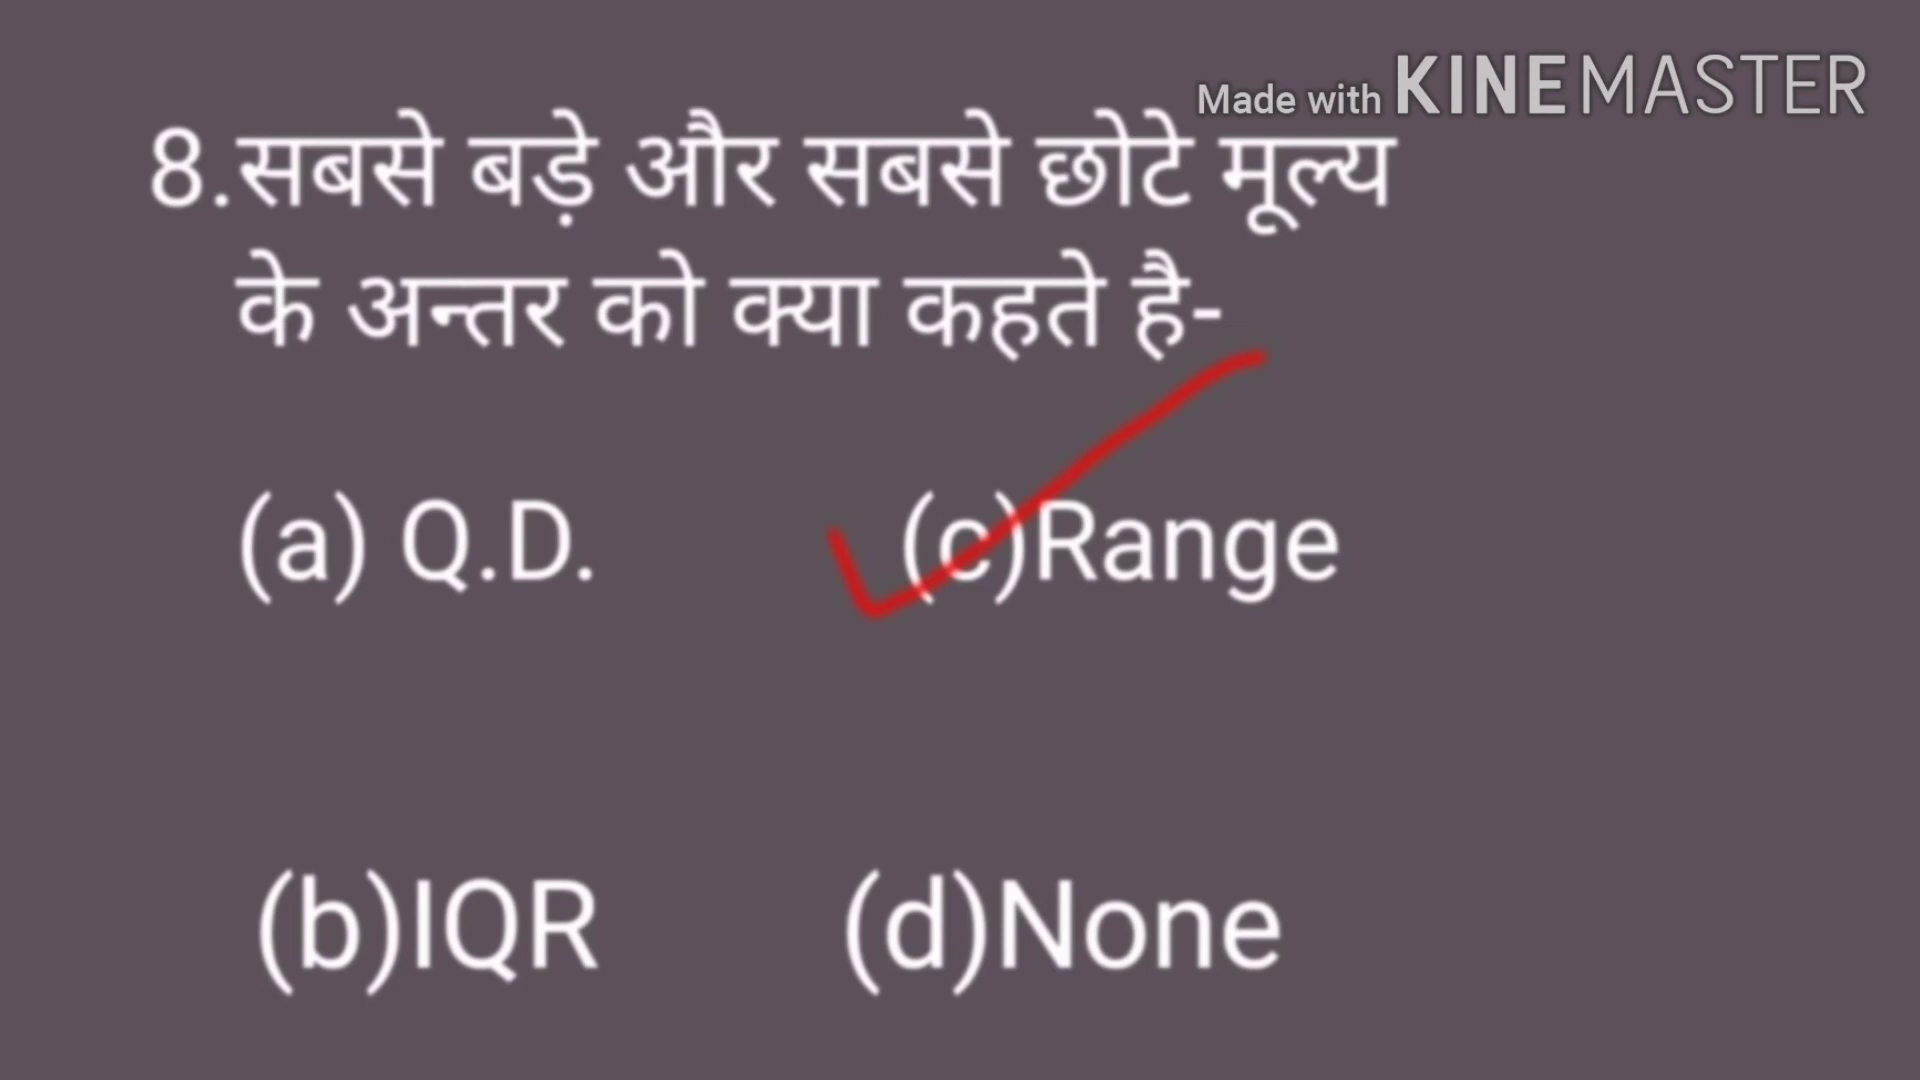 Made with KINEMASTER
8.सबसे बड़े और सबसे छोटे मूल्य
के अन्तर को क्या कहते है-
(a) Q.D.
(c)Range
(b)IQR
(d)None